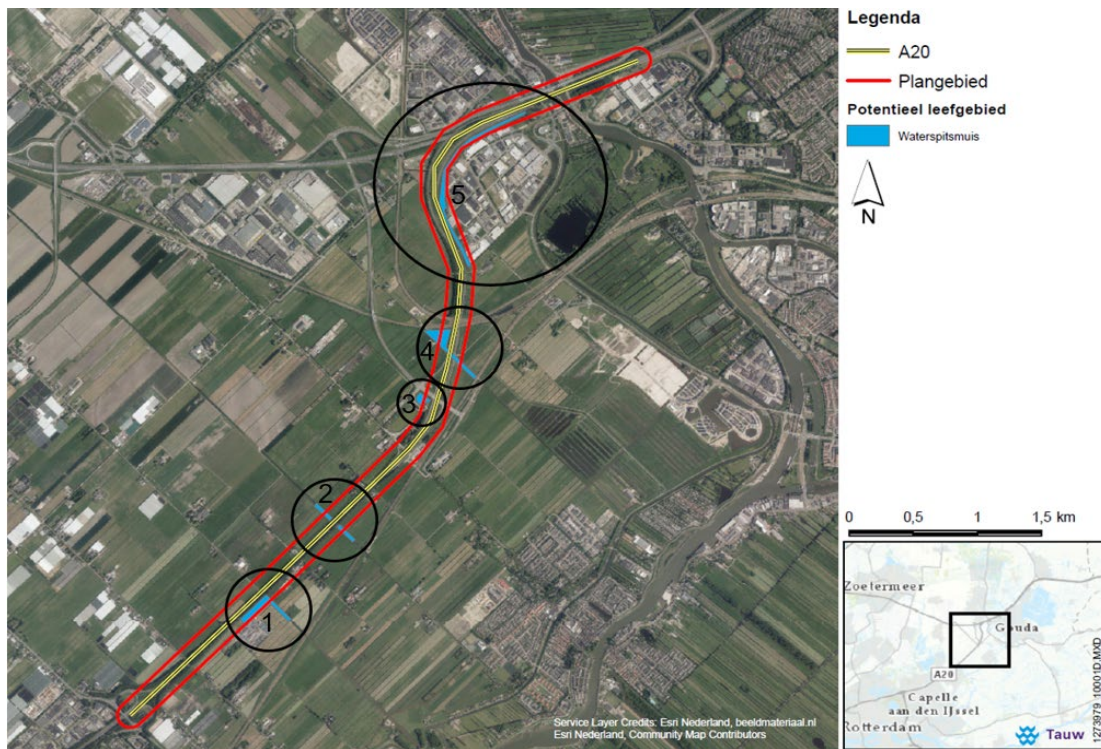 5
4
3
2
1
Service Layer Credits: Esri Nederland, beeldmateriaal.nl
Esri Nederland, Community Map Contributors
Legenda
A20
Plangebied
Potentieel leefgebied
Waterspitsmuis
N
0 0,5 1 1,5 km
Zoetermeer
Gouda
A20
Capelle
aan den IJssel
Rotterdam
Tauw
1273979_10001D.MXD